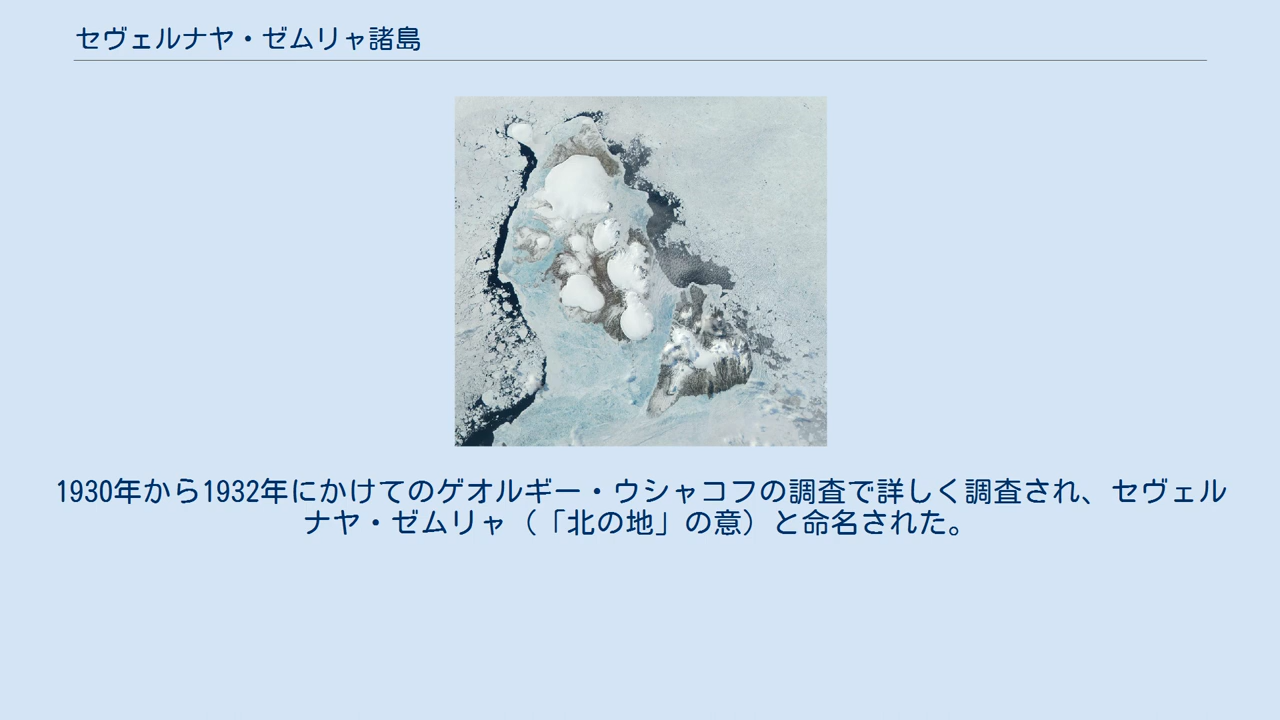 セヴェルナヤ・ゼムリャ諸島
1930年から1932年にかけてのゲオルギー・ウシャコフの調査で詳しく調査され、セヴェル
ナヤ・ゼムリャ（「北の地」の意）と命名された。